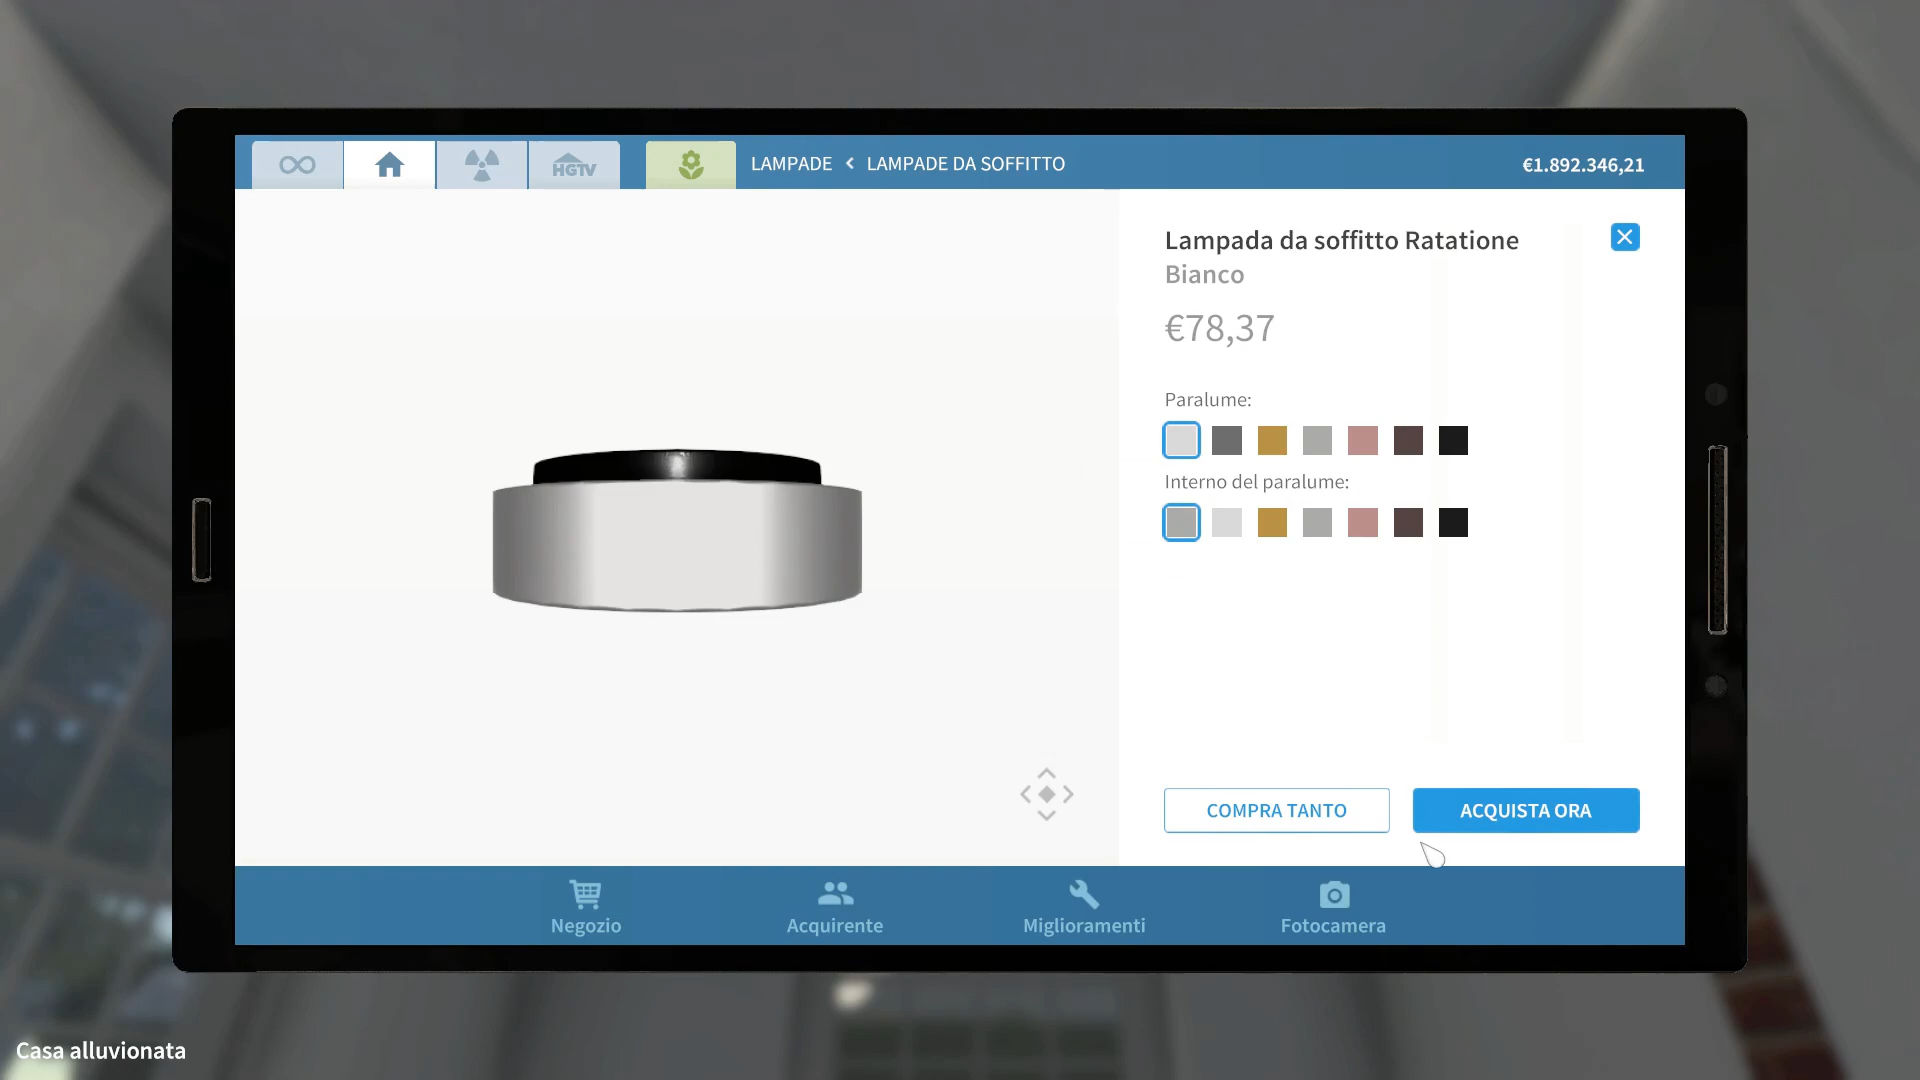 HGTV
LAMPADE < LAMPADE DA SOFFITTO
€1.892.346,21
Lampada da soffitto Ratatione
Bianco
€78,37
Paralume:
Interno del paralume:
COMPRA TANTO
ACQUISTA ORA
Negozio
Acquirente
Miglioramenti
Fotocamera
Casa alluvionata